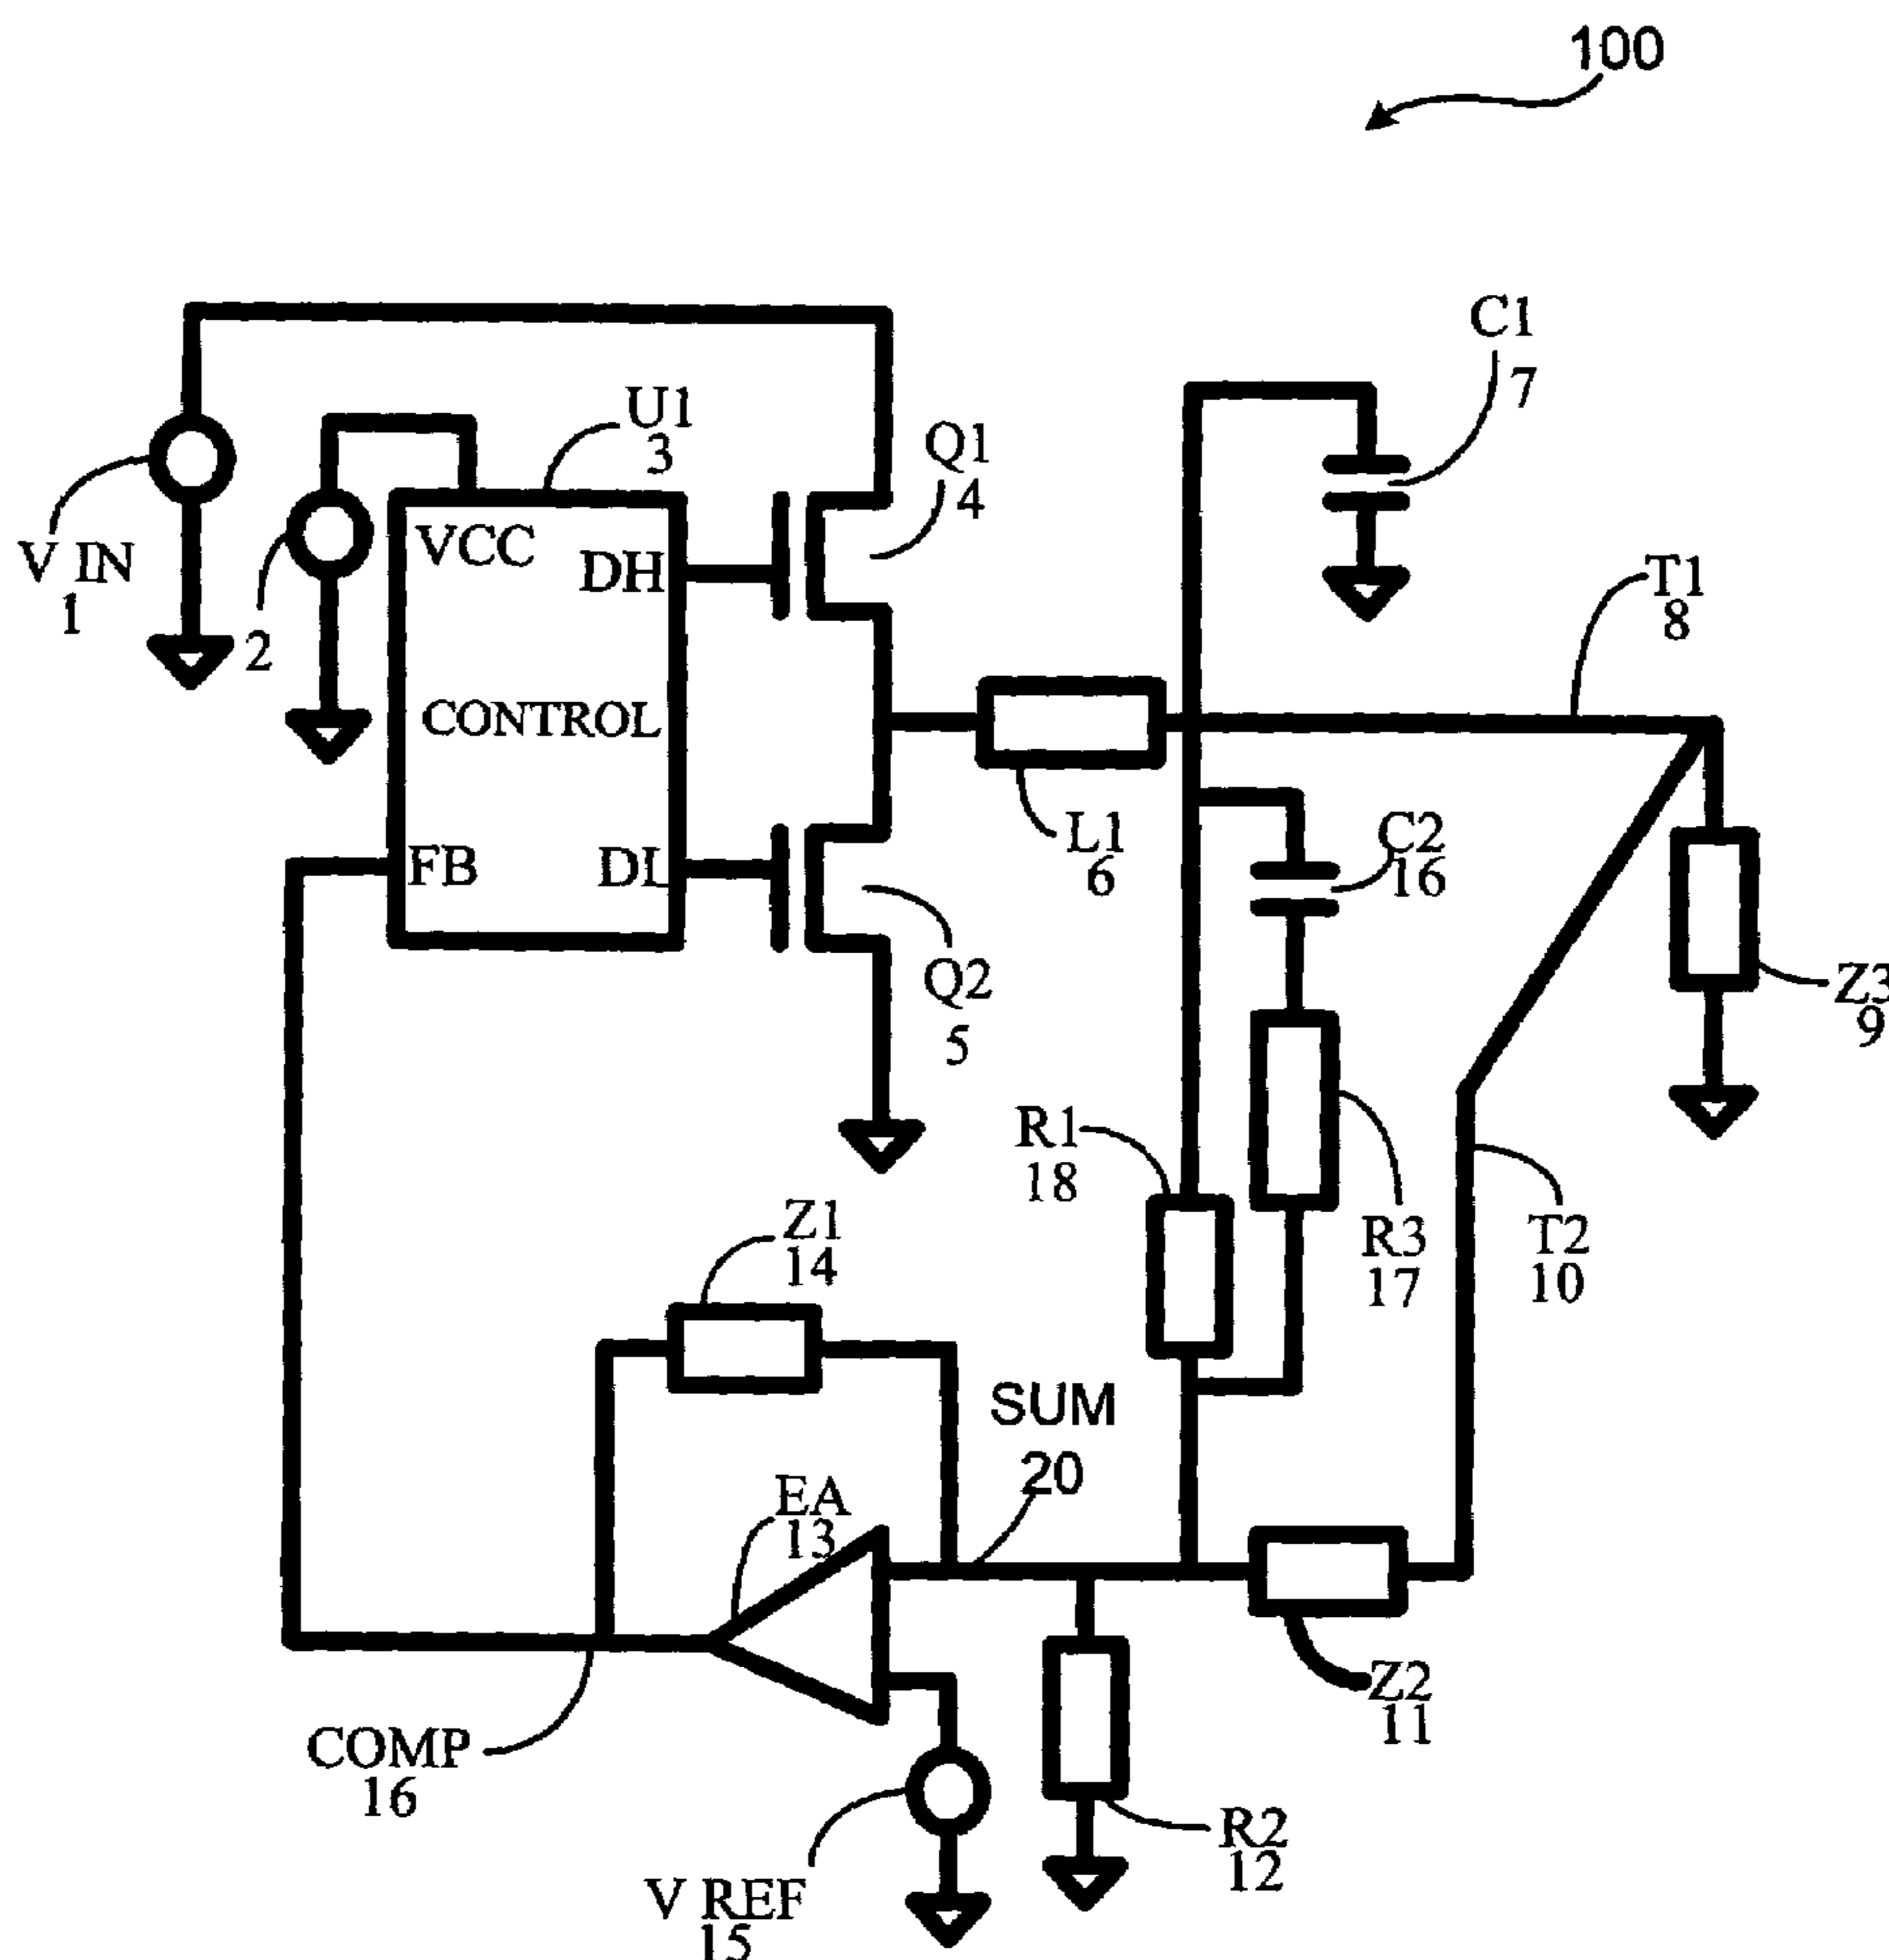 100
C1
7
U1
3
Q1
4
V IN
1
2
VCC
DH
T1
8
CONTROL
L1
6
C2
16
FB
DL
Q2
5
Z3
9
R1
18
Z1
14
R3
17
T2
10
SUM
20
EA
13
Z2
11
COMP
16
R2
12
V REF
15